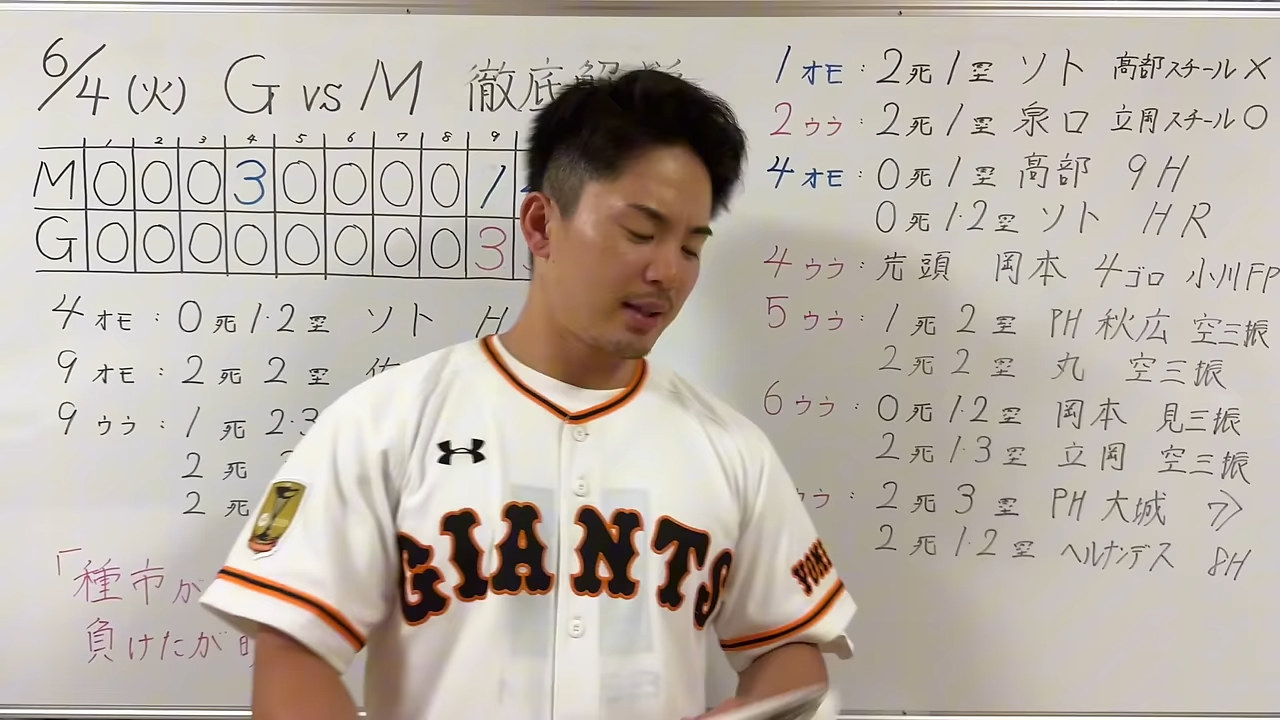 6/4(火) G vs M 徹底解説
1 2 3 4 5 6 7 8 9
M 0 0 0 3 0 0 0 0 1
G 0 0 0 0 0 0 0 0 3
4オモ：0死1・2塁 ソト H
9オモ：2死2塁 佐
9ウラ：1死2・3
2死
2死
「種市が
負けたが
1オモ：2死1塁 ソト 高部スチール×
2ウラ：2死1塁 泉口 立岡スチール○
4オモ：0死1塁 高部 9H
0死1・2塁 ソト HR
4ウラ：先頭 岡本 4ゴロ 小川FP
5ウラ：1死2塁 PH秋広 空三振
2死2塁 丸 空三振
6ウラ：0死1・2塁 岡本 見三振
2死1・3塁 立岡 空三振
ウラ：2死3塁 PH大城 7>
2死1・2塁 ヘルナンデス 8H
GIANTS